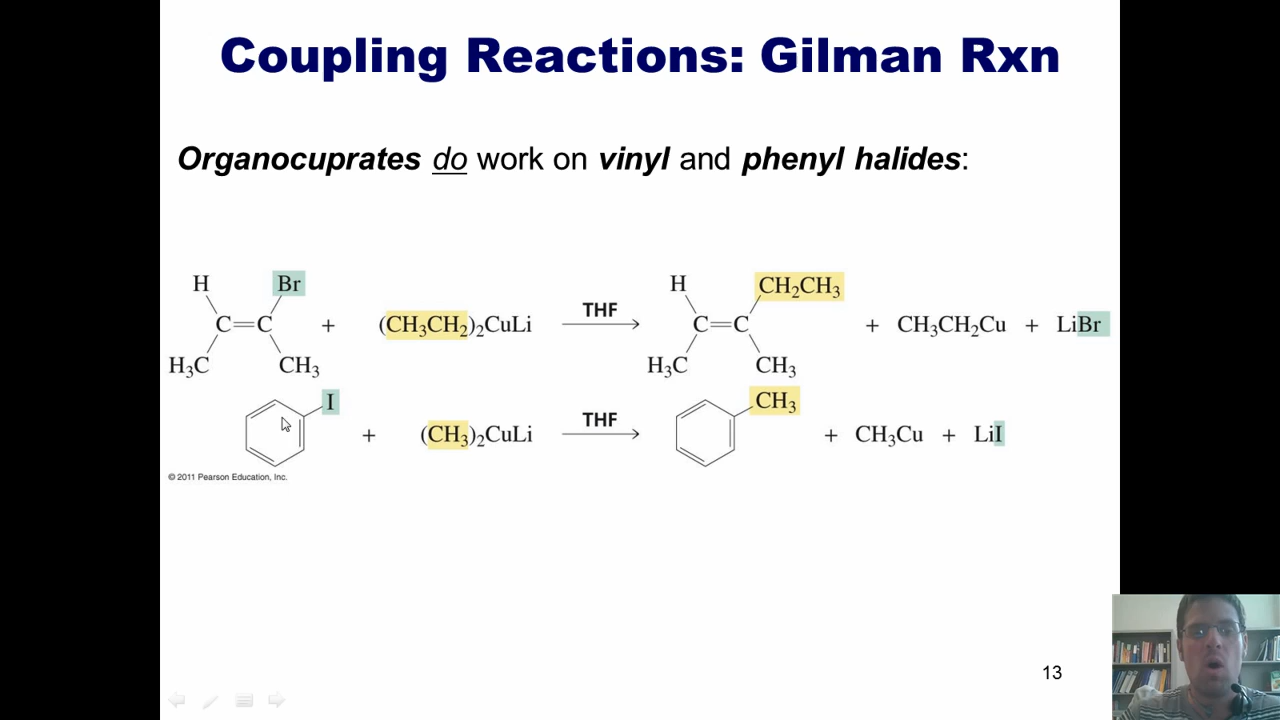 Coupling Reactions: Gilman Rxn
Organocuprates do work on vinyl and phenyl halides:
H Br H CH₂CH₃
C=C + (CH₃CH₂)₂CuLi THF → C=C + CH₃CH₂Cu + LiBr
H₃C CH₃ H₃C CH₃
I CH₃
+ (CH₃)₂CuLi THF → + CH₃Cu + LiI
© 2011 Pearson Education, Inc.
13